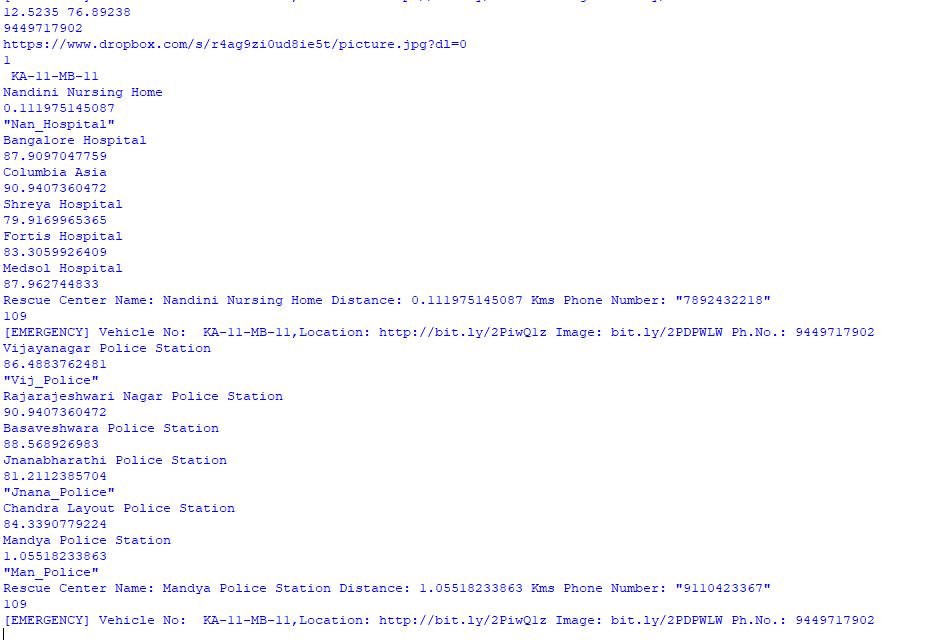 12.5235 76.89238
9449717902
https://www.dropbox.com/s/r4ag9zi0ud8ie5t/picture.jpg?dl=0
1
KA-11-MB-11
Nandini Nursing Home
0.111975145087
"Nan_Hospital"
Bangalore Hospital
87.9097047759
Columbia Asia
90.9407360472
Shreya Hospital
79.9169965365
Fortis Hospital
83.3059926409
Medsol Hospital
87.962744833
Rescue Center Name: Nandini Nursing Home Distance: 0.111975145087 Kms Phone Number: "7892432218"
109
[EMERGENCY] Vehicle No:  KA-11-MB-11,Location: http://bit.ly/2PiwQ1z Image: bit.ly/2PDPWLW Ph.No.: 9449717902
Vijayanagar Police Station
86.4883762481
"Vij_Police"
Rajarajeshwari Nagar Police Station
90.9407360472
Basaveshwara Police Station
88.568926983
Jnanabharathi Police Station
81.2112385704
"Jnana_Police"
Chandra Layout Police Station
84.3390779224
Mandya Police Station
1.05518233863
"Man_Police"
Rescue Center Name: Mandya Police Station Distance: 1.05518233863 Kms Phone Number: "9110423367"
109
[EMERGENCY] Vehicle No:  KA-11-MB-11,Location: http://bit.ly/2PiwQ1z Image: bit.ly/2PDPWLW Ph.No.: 9449717902